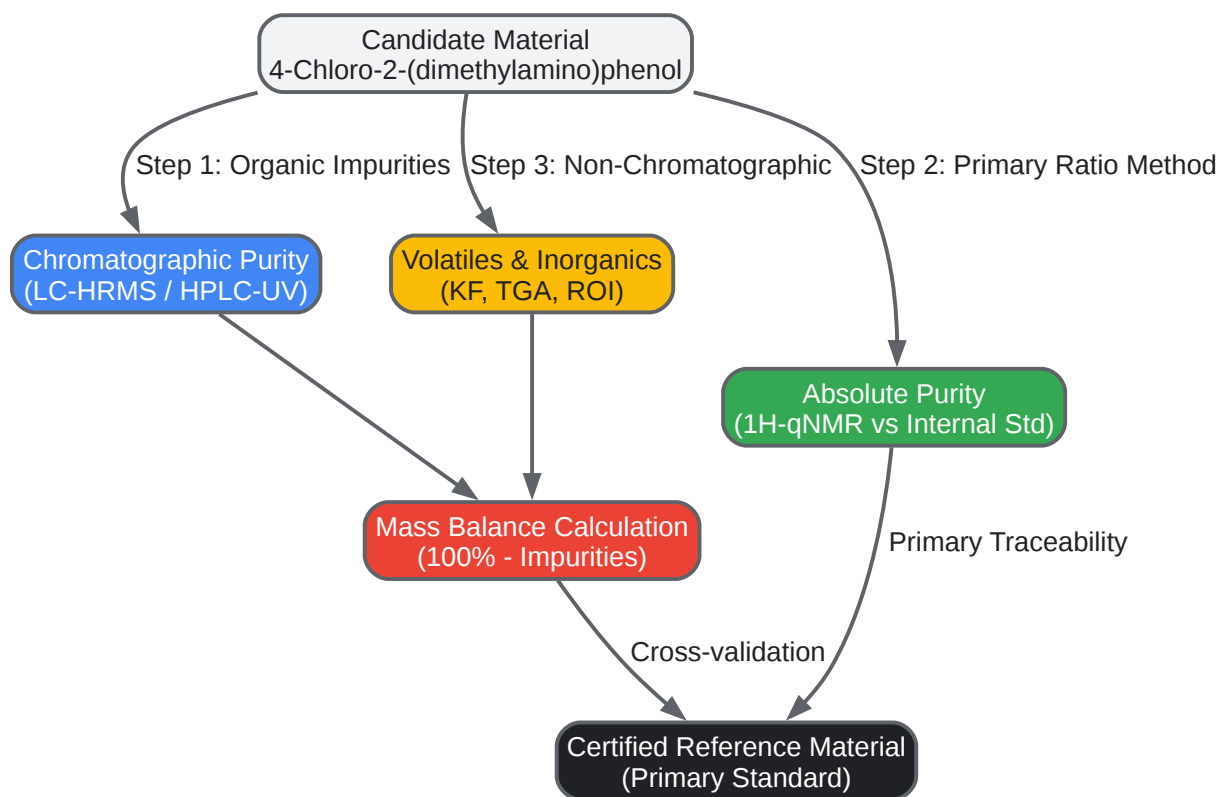 Candidate Material
4-Chloro-2-(dimethylamino)phenol
Step 1: Organic Impurities
Step 3: Non-Chromatographic
Step 2: Primary Ratio Method
Chromatographic Purity
(LC-HRMS / HPLC-UV)
Volatiles & Inorganics
(KF, TGA, ROI)
Absolute Purity
(1H-qNMR vs Internal Std)
Mass Balance Calculation
(100% - Impurities)
Primary Traceability
Cross-validation
Certified Reference Material
(Primary Standard)